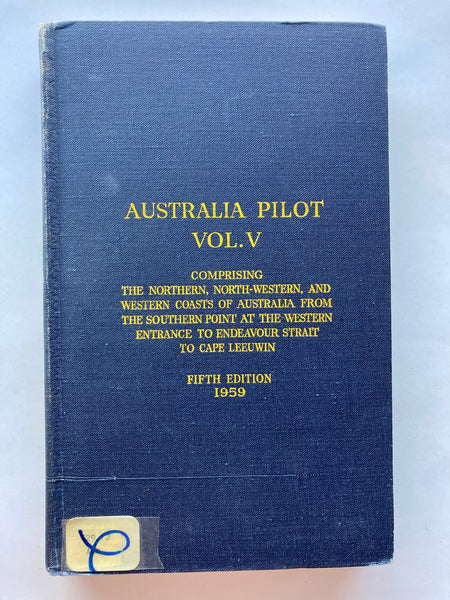 AUSTRALIA PILOT
VOL.V
COMPRISING
THE NORTHERN, NORTH-WESTERN, AND
WESTERN COASTS OF AUSTRALIA FROM
THE SOUTHERN POINT AT THE WESTERN
ENTRANCE TO ENDEAVOUR STRAIT
TO CAPE LEEUWIN
FIFTH EDITION
1959